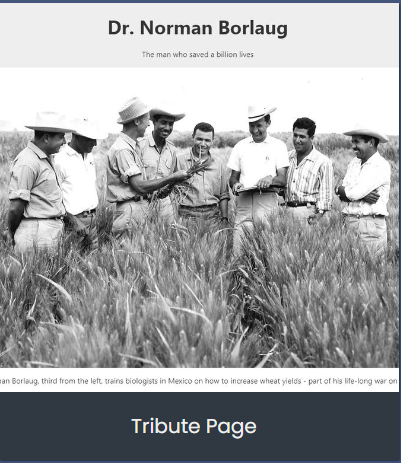 Dr. Norman Borlaug
The man who saved a billion lives
Borlaug, third from the left, trains biologists in Mexico on how to increase wheat yields - part of his life-long war on
Tribute Page